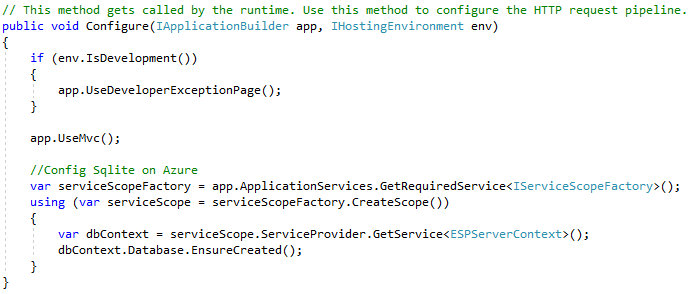 // This method gets called by the runtime. Use this method to configure the HTTP request pipeline.
public void Configure(IApplicationBuilder app, IHostingEnvironment env)
{
    if (env.IsDevelopment())
    {
        app.UseDeveloperExceptionPage();
    }
    app.UseMvc();
    //Config Sqlite on Azure
    var serviceScopeFactory = app.ApplicationServices.GetRequiredService<IServiceScopeFactory>();
    using (var serviceScope = serviceScopeFactory.CreateScope())
    {
        var dbContext = serviceScope.ServiceProvider.GetService<ESPServerContext>();
        dbContext.Database.EnsureCreated();
    }
}